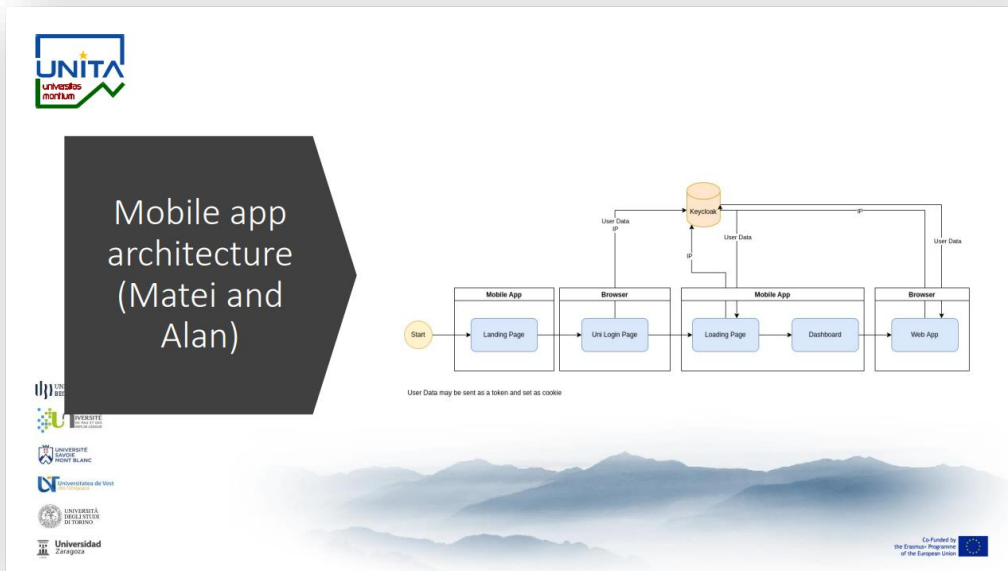 UNITA
universitas
montium
Mobile app
architecture
(Matei and
Alan)
Keycloak
User Data
IP
IP
User Data
IP
User Data
Mobile App
Browser
Mobile App
Browser
Start
Landing Page
Uni Login Page
Loading Page
Dashboard
Web App
User Data may be sent as a token and set as cookie
UNIVERSITÉ
SAVOIE
MONT BLANC
Universitatea de Vest
din Timișoara
UNIVERSITÀ
DEGLI STUDI
DI TORINO
Universidad
Zaragoza
Co-Funded by
the Erasmus+ Programme
of the European Union